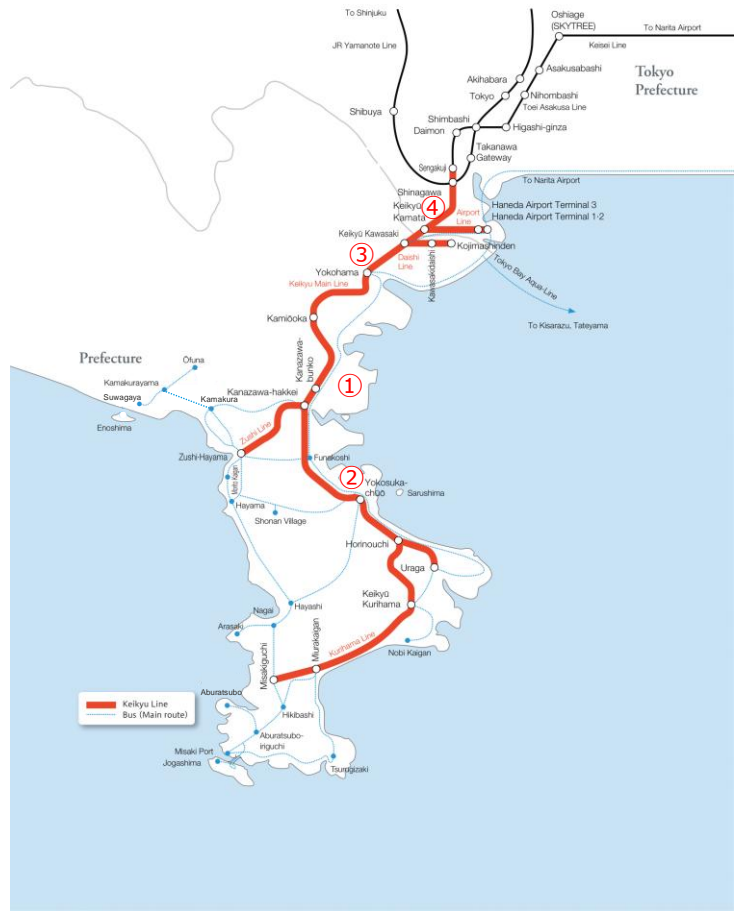 To Shinjuku
Oshiage
(SKYTREE)
To Narita Airport
JR Yamanote Line
Keisei Line
Akihabara
Asakusabashi
Tokyo
Prefecture
Tokyo
Nihombashi
Toei Asakusa Line
Shibuya
Shimbashi
Daimon
Higashi-ginza
Takanawa
Gateway
Sengakuji
To Narita Airport
Shinagawa
Keikyū
Kamata
④
Airport
Line
Haneda Airport Terminal 3
Haneda Airport Terminal 1·2
Keikyū Kawasaki
Kojimashinden
③
Daishi
Line
Kawasakidaishi
Tokyo Bay Aqua-Line
Yokohama
Keikyu Main Line
Kamiōoka
To Kisarazu, Tateyama
Prefecture
Ōfuna
Kanazawa-
bunko
Kamakurayama
Suwagaya
①
Kanazawa-hakkei
Kamakura
Enoshima
Zushi Line
Zushi-Hayama
Funakoshi
②
Morito Kaigan
Yokosuka-
chūō
Sarushima
Hayama
Shonan Village
Horinouchi
Uraga
Keikyū
Kurihama
Nagai
Hayashi
Arasaki
Kurihama Line
Nobi Kaigan
Misakiguchi
Miurakaigan
Aburatsubo
Keikyu Line
Bus (Main route)
Hikibashi
Aburatsubo-
iriguchi
Misaki Port
Jogashima
Tsurugizaki